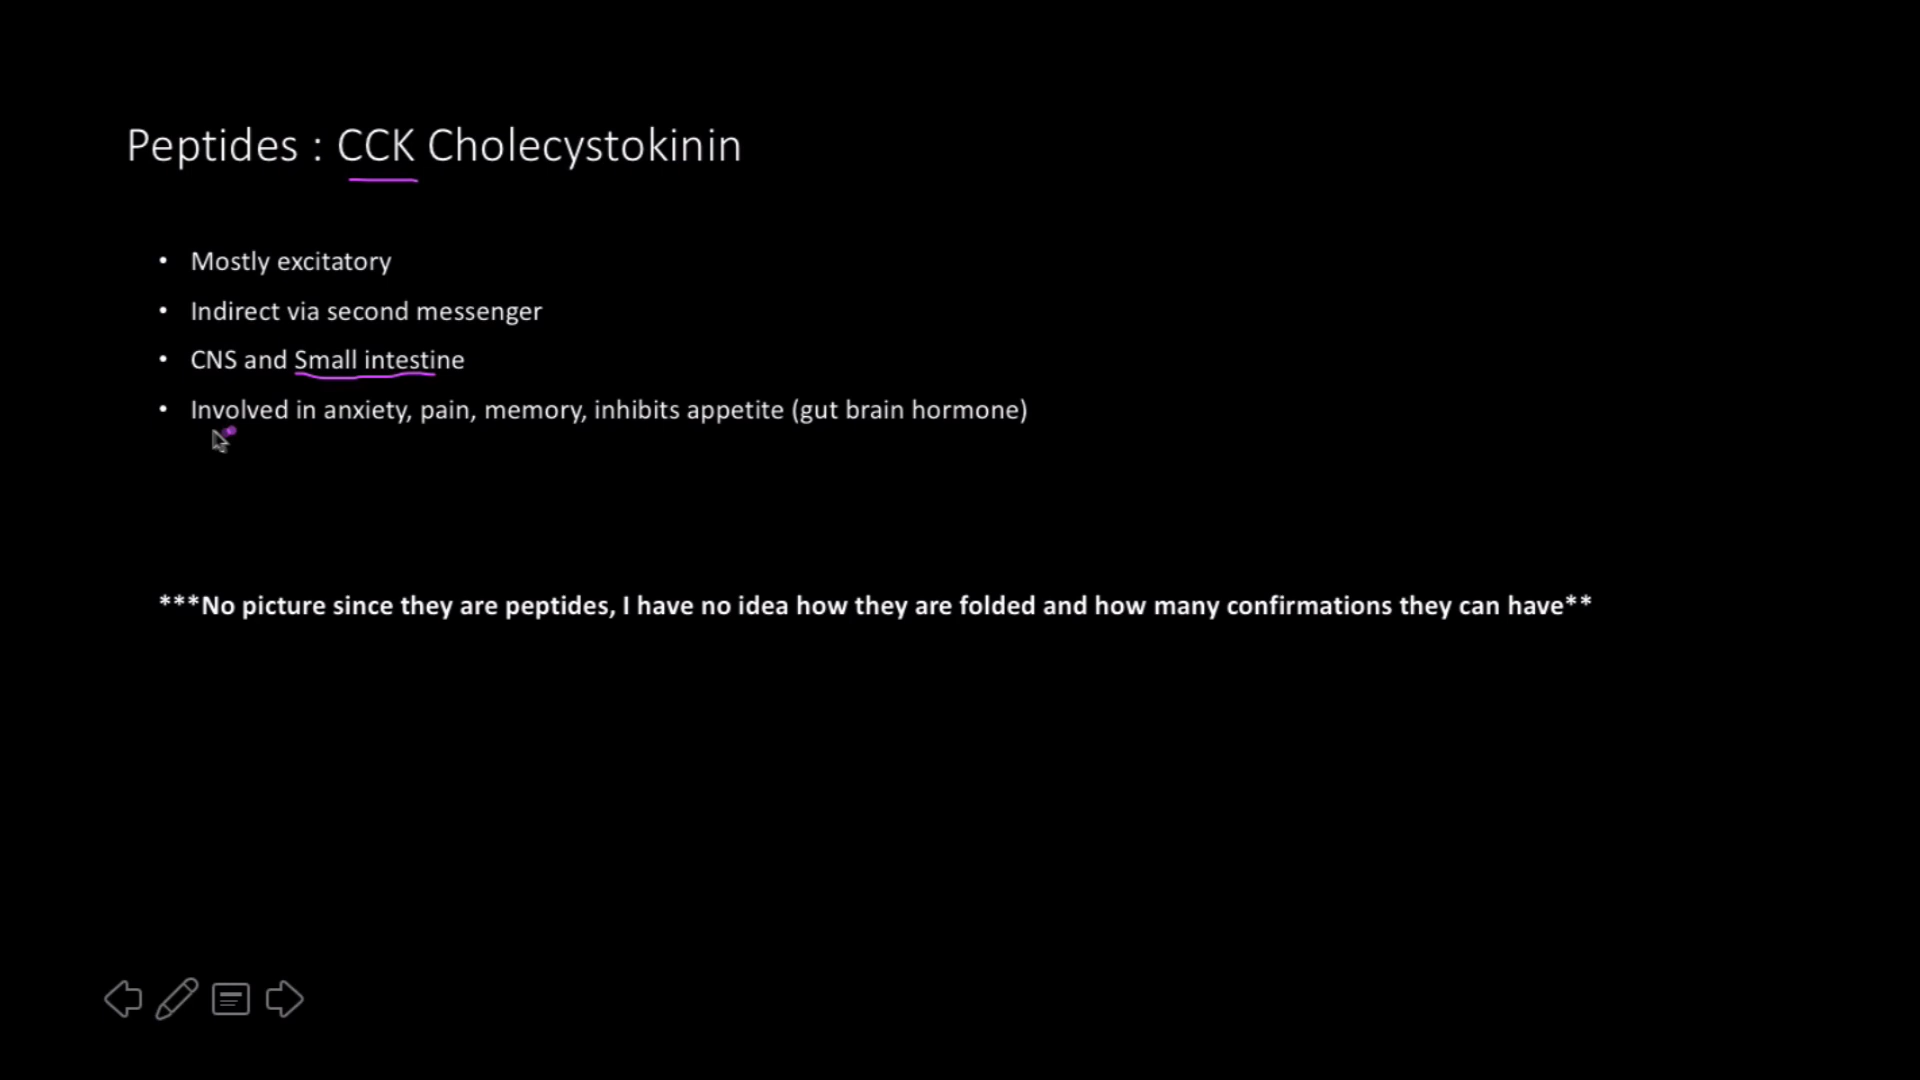 Peptides : CCK Cholecystokinin
• Mostly excitatory
• Indirect via second messenger
• CNS and Small intestine
• Involved in anxiety, pain, memory, inhibits appetite (gut brain hormone)
***No picture since they are peptides, I have no idea how they are folded and how many confirmations they can have**